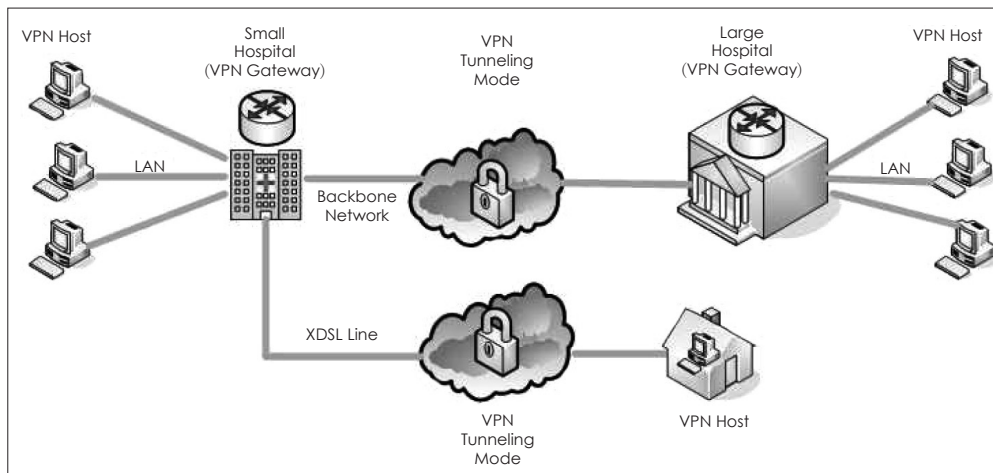 VPN Host
Small
Hospital
(VPN Gateway)
VPN
Tunneling
Mode
Large
Hospital
(VPN Gateway)
VPN Host
LAN
Backbone
Network
LAN
XDSL Line
VPN
Tunneling
Mode
VPN Host